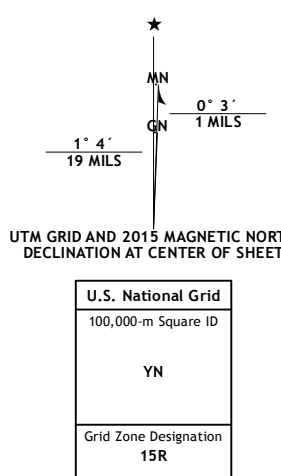 ★
MN
0° 3´
1 MILS
GN
1° 4´
19 MILS
UTM GRID AND 2015 MAGNETIC NORT
DECLINATION AT CENTER OF SHEET
U.S. National Grid
100,000-m Square ID
YN
Grid Zone Designation
15R